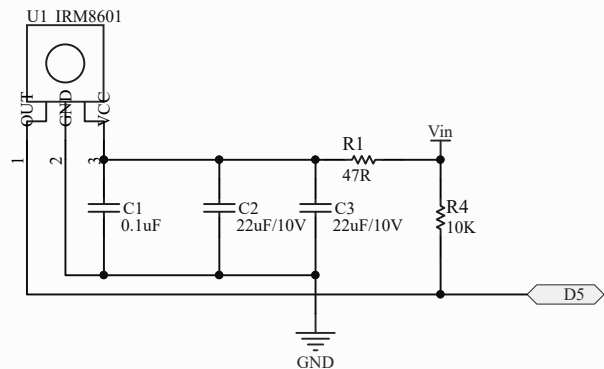 U1 IRM8601
OUT
GND
VCC
1
2
3
R1
47R
Vin
R4
10K
C1
0.1uF
C2
22uF/10V
C3
22uF/10V
D5
GND